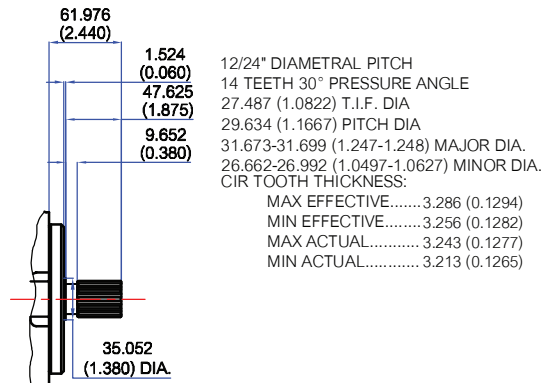 61.976
(2.440)
1.524
(0.060)
47.625
(1.875)
9.652
(0.380)
35.052
(1.380) DIA.
12/24" DIAMETRAL PITCH
14 TEETH 30° PRESSURE ANGLE
27.487 (1.0822) T.I.F. DIA
29.634 (1.1667) PITCH DIA
31.673-31.699 (1.247-1.248) MAJOR DIA.
26.662-26.992 (1.0497-1.0627) MINOR DIA.
CIR TOOTH THICKNESS:
MAX EFFECTIVE.......3.286 (0.1294)
MIN EFFECTIVE........3.256 (0.1282)
MAX ACTUAL...........3.243 (0.1277)
MIN ACTUAL............3.213 (0.1265)